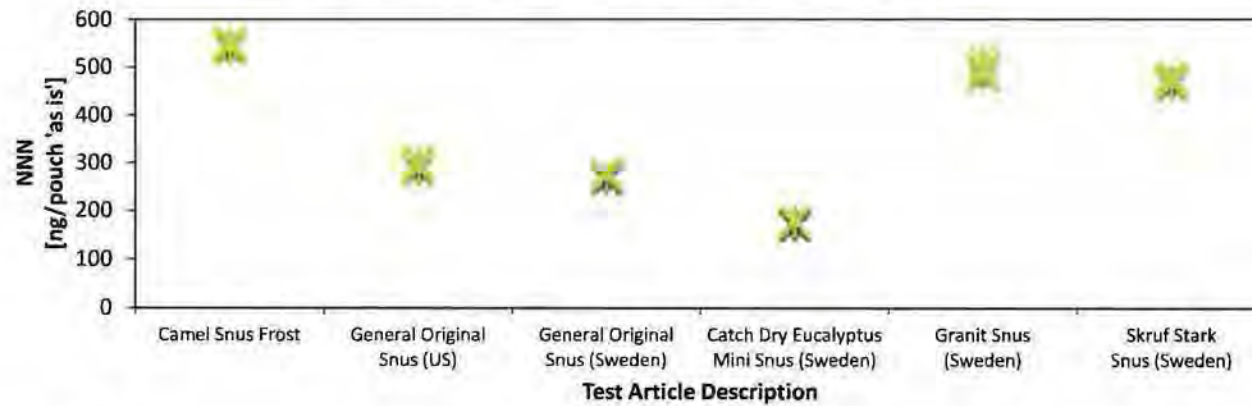 600
500
400
300
200
100
0
NNN
[ng/pouch 'as is']
Camel Snus Frost
General Original
Snus (US)
General Original
Snus (Sweden)
Catch Dry Eucalyptus
Mini Snus (Sweden)
Granit Snus
(Sweden)
Skruf Stark
Snus (Sweden)
Test Article Description